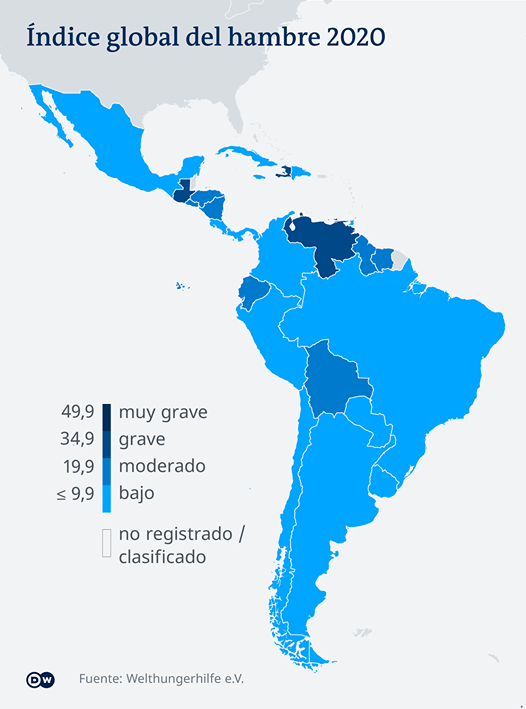 Índice global del hambre 2020
49,9 muy grave
34,9 grave
19,9 moderado
≤ 9,9 bajo
no registrado /
clasificado
DW Fuente: Welthungerhilfe e.V.